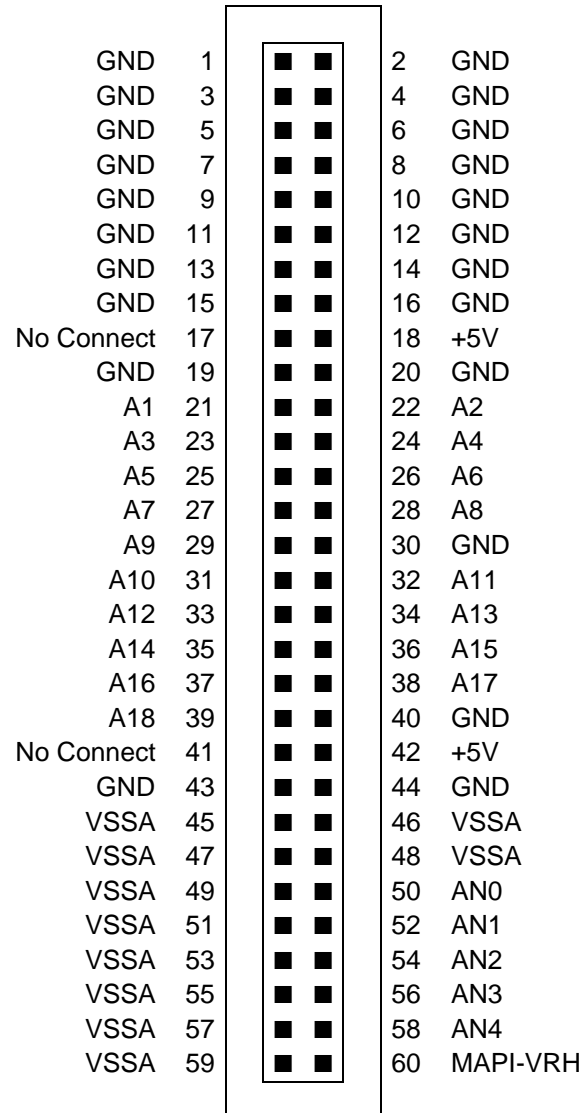 GND 1 2 GND
GND 3 4 GND
GND 5 6 GND
GND 7 8 GND
GND 9 10 GND
GND 11 12 GND
GND 13 14 GND
GND 15 16 GND
No Connect 17 18 +5V
GND 19 20 GND
A1 21 22 A2
A3 23 24 A4
A5 25 26 A6
A7 27 28 A8
A9 29 30 GND
A10 31 32 A11
A12 33 34 A13
A14 35 36 A15
A16 37 38 A17
A18 39 40 GND
No Connect 41 42 +5V
GND 43 44 GND
VSSA 45 46 VSSA
VSSA 47 48 VSSA
VSSA 49 50 AN0
VSSA 51 52 AN1
VSSA 53 54 AN2
VSSA 55 56 AN3
VSSA 57 58 AN4
VSSA 59 60 MAPI-VRH